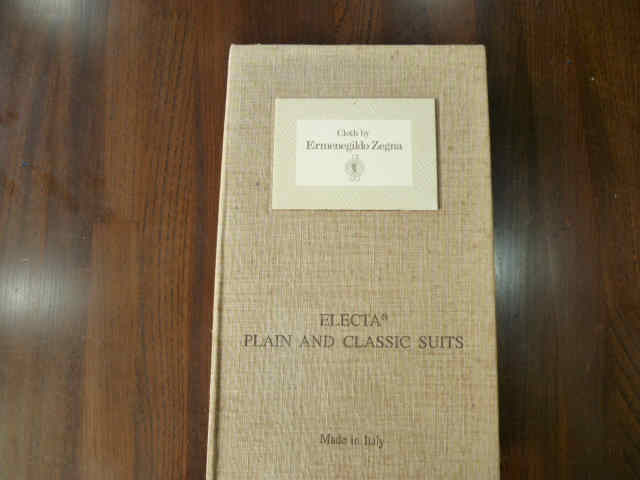 Cloth by
Ermenegildo Zegna
ELECTA®
PLAIN AND CLASSIC SUITS
Made in Italy